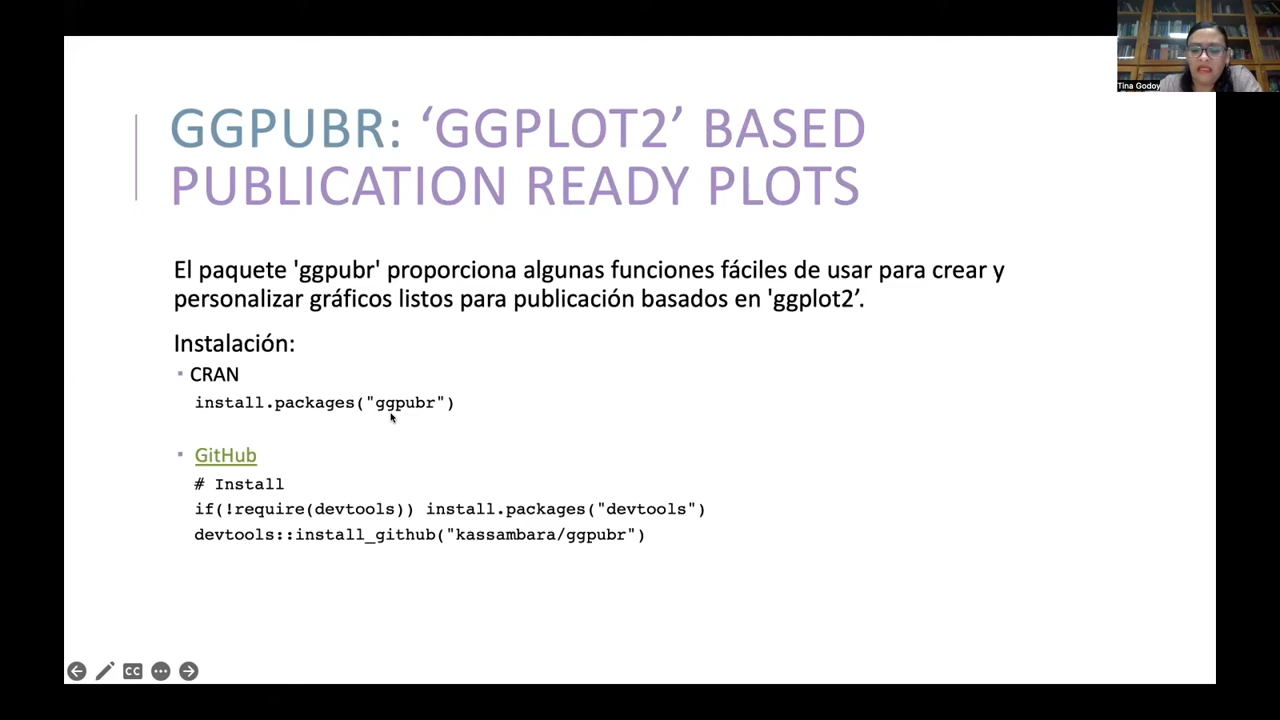 GGPUBR: ‘GGPLOT2’ BASED
PUBLICATION READY PLOTS
El paquete 'ggpubr' proporciona algunas funciones fáciles de usar para crear y
personalizar gráficos listos para publicación basados en 'ggplot2’.
Instalación:
▪ CRAN
install.packages("ggpubr")
▪ GitHub
# Install
if(!require(devtools)) install.packages("devtools")
devtools::install_github("kassambara/ggpubr")
Tina Godoy
CC